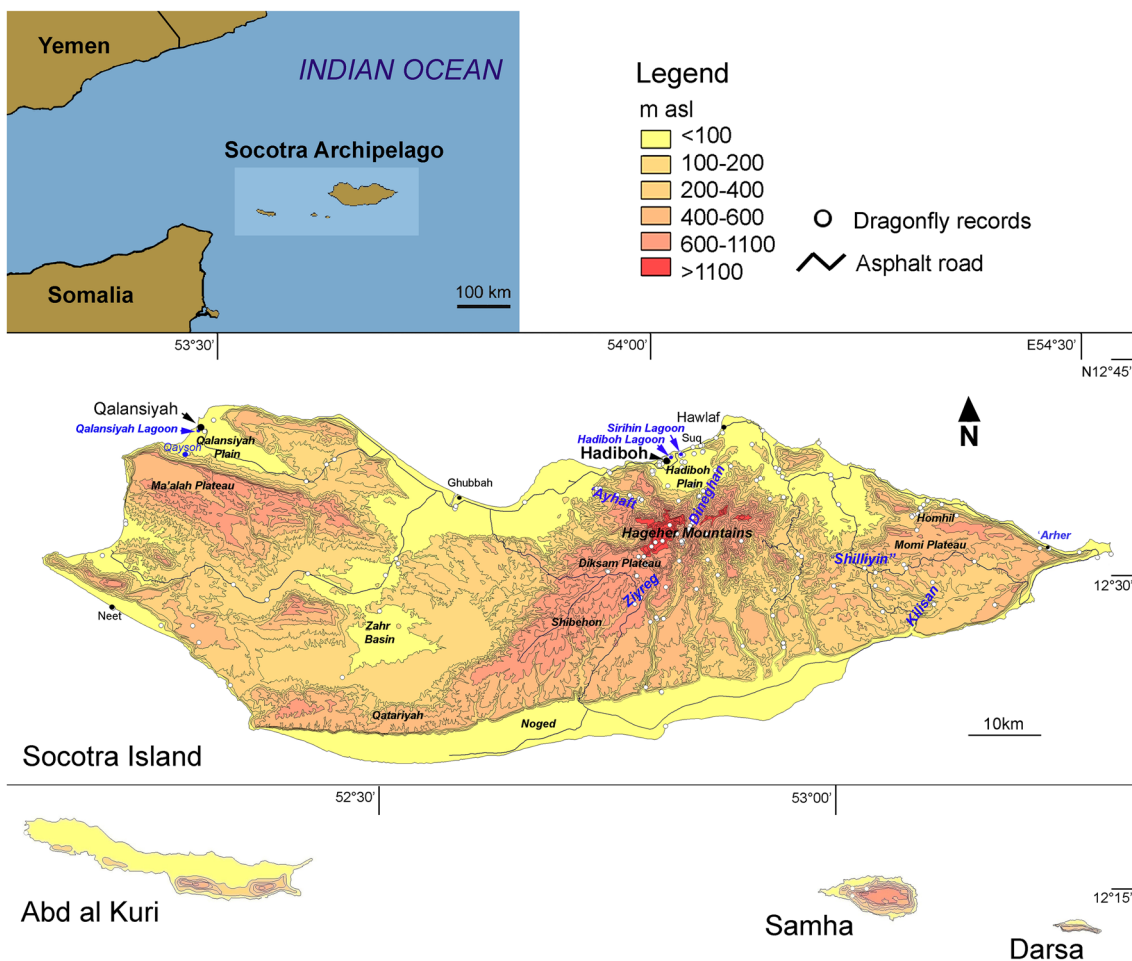 Yemen
INDIAN OCEAN
Socotra Archipelago
Somalia
100 km
Legend
m asl
<100
100-200
200-400
400-600
600-1100
>1100
Dragonfly records
Asphalt road
53°30'
54°00'
E54°30'
N12°45'
N
Qalansiyah
Qalansiyah Lagoon
Qalansiyah
Plain
Qaysoh
Ma'alah Plateau
Ghubbah
Hawlaf
Sirihin Lagoon
Suq
Hadiboh Lagoon
Hadiboh
Hadiboh
Plain
'Ayhaft
Dineghan
Hageher Mountains
Diksam Plateau
Ziyreg
Shibehon
Homhil
Momi Plateau
'Arher
Shilliyin"
Kilisan
12°30'
Neet
Zahr
Basin
Qatariyah
Noged
10km
Socotra Island
52°30'
53°00'
12°15'
Abd al Kuri
Samha
Darsa